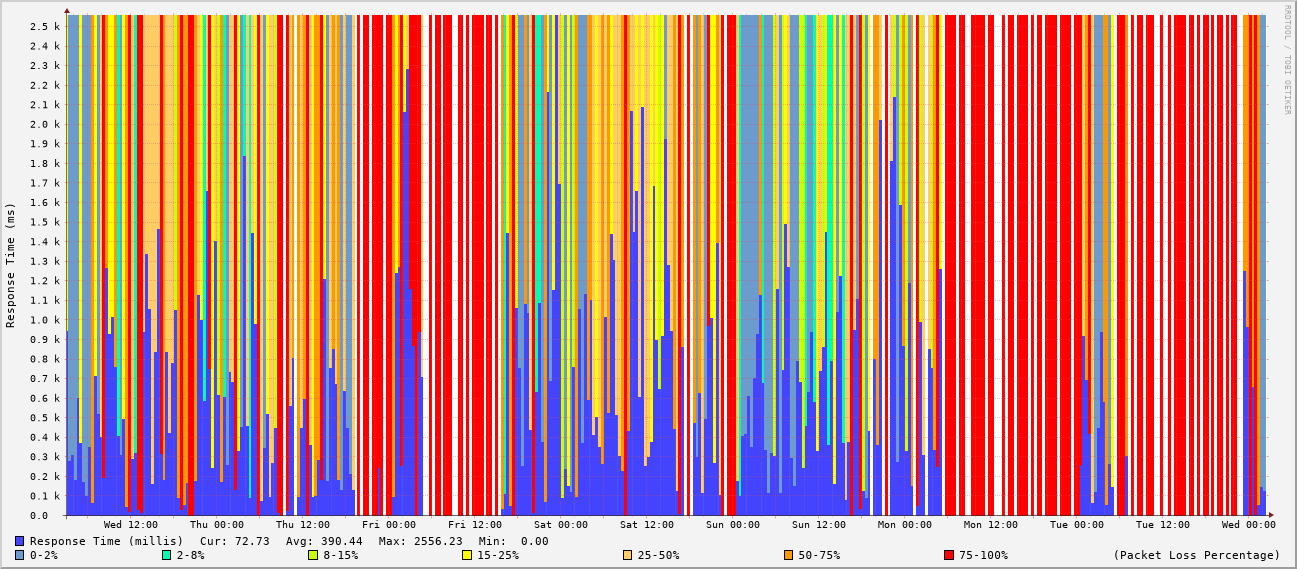 RRDTOOL / TOBI OETIKER
Response Time (ms)
2.5 k
2.4 k
2.3 k
2.2 k
2.1 k
2.0 k
1.9 k
1.8 k
1.7 k
1.6 k
1.5 k
1.4 k
1.3 k
1.2 k
1.1 k
1.0 k
0.9 k
0.8 k
0.7 k
0.6 k
0.5 k
0.4 k
0.3 k
0.2 k
0.1 k
0.0
Wed 12:00 Thu 00:00 Thu 12:00 Fri 00:00 Fri 12:00 Sat 00:00 Sat 12:00 Sun 00:00 Sun 12:00 Mon 00:00 Mon 12:00 Tue 00:00 Tue 12:00 Wed 00:00
Response Time (millis) Cur: 72.73 Avg: 390.44 Max: 2556.23 Min: 0.00
0-2% 2-8% 8-15% 15-25% 25-50% 50-75% 75-100% (Packet Loss Percentage)